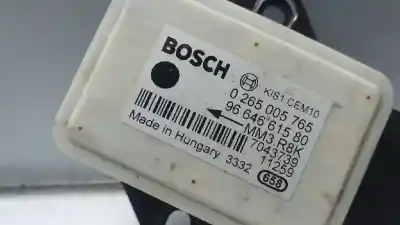 BOSCH
KIS1 CEM10
0 265 005 765
96 646 615 80
MM3 R8K
7043739
11259
Made in Hungary 3332
658